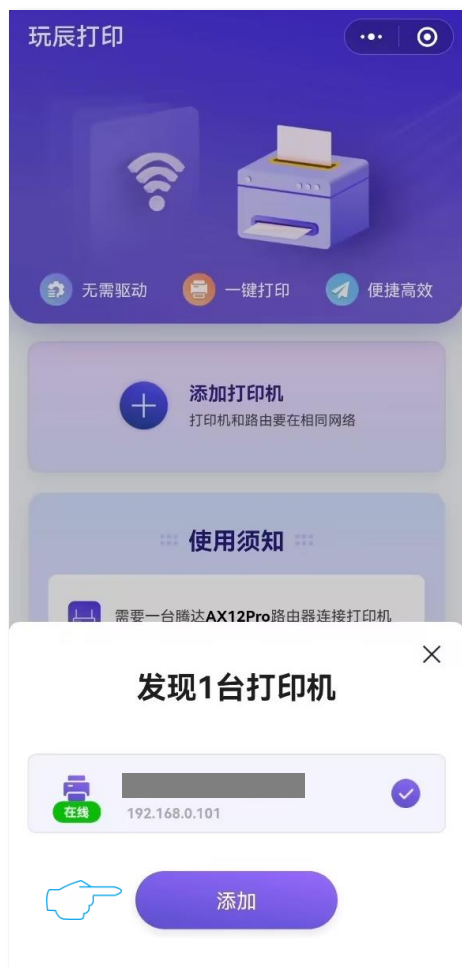 玩辰打印
无需驱动
一键打印
便捷高效
添加打印机
打印机和路由要在相同网络
使用须知
需要一台腾达AX12Pro路由器连接打印机
发现1台打印机
在线
192.168.0.101
添加